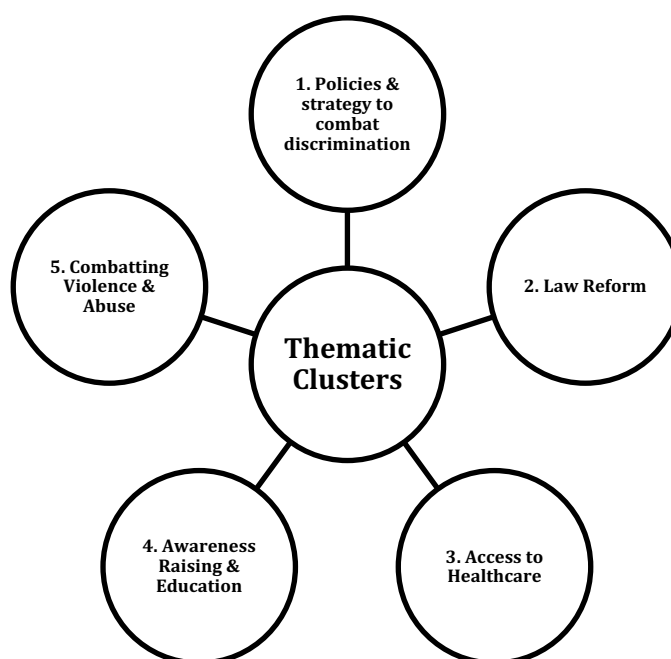 1. Policies &
strategy to
combat
discrimination
5. Combatting
Violence &
Abuse
2. Law Reform
Thematic
Clusters
4. Awareness
Raising &
Education
3. Access to
Healthcare